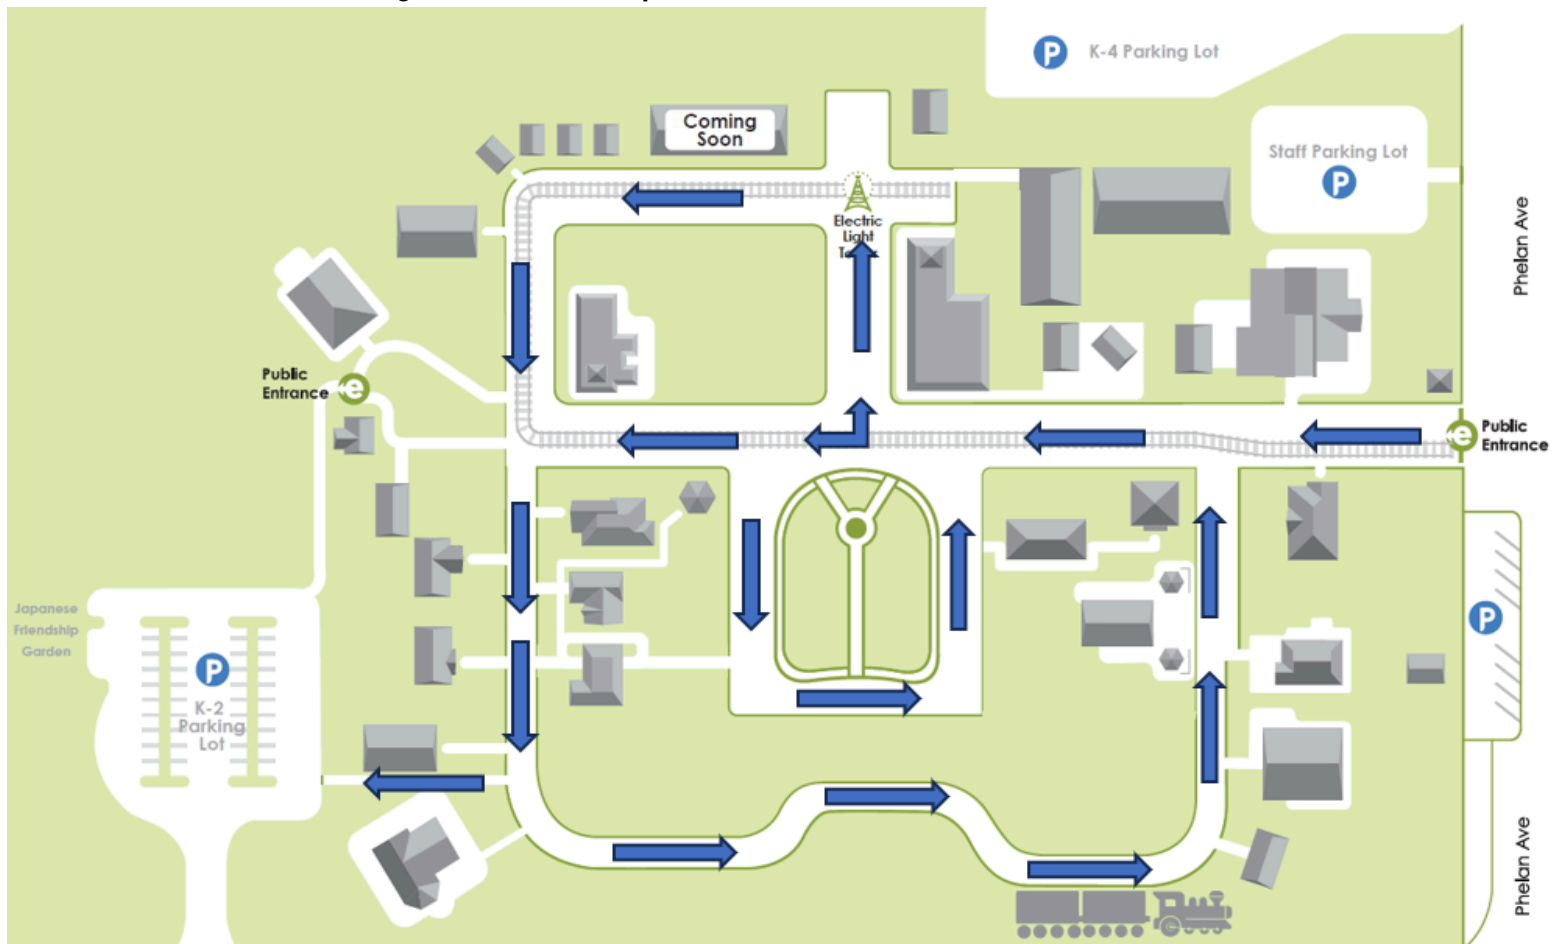 K-4 Parking Lot
Coming
Soon
Staff Parking Lot
Electric
Light
Phelan Ave
Public
Entrance
e
e
Public
Entrance
Japanese
Friendship
Garden
P
P
P
P
K-2
Parking
Lot
Phelan Ave